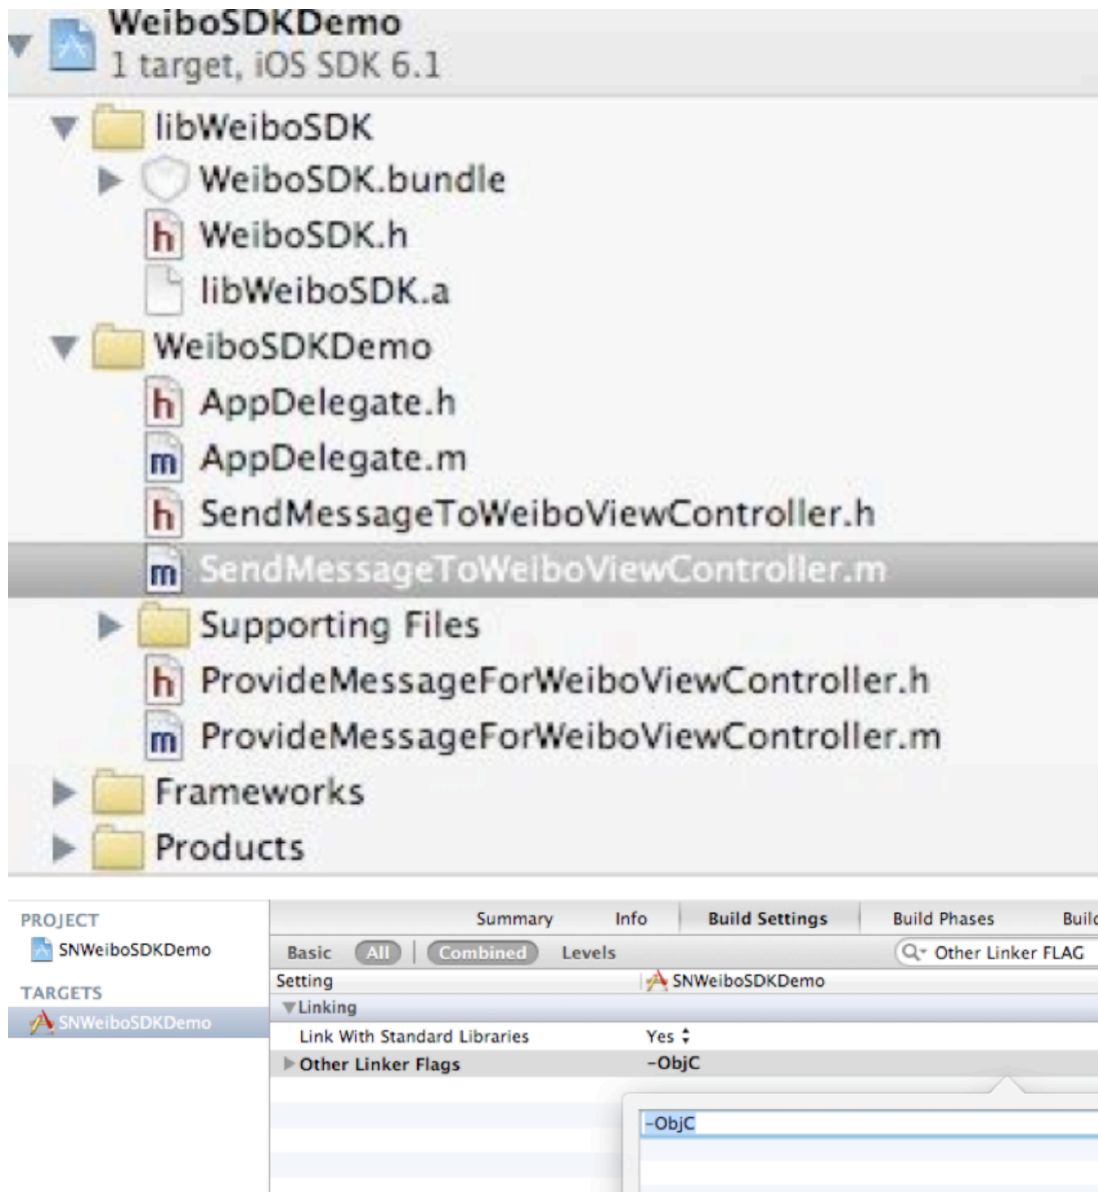 WeiboSDKDemo
1 target, iOS SDK 6.1
libWeiboSDK
WeiboSDK.bundle
h WeiboSDK.h
libWeiboSDK.a
WeiboSDKDemo
h AppDelegate.h
m AppDelegate.m
h SendMessageToWeiboViewController.h
m SendMessageToWeiboViewController.m
Supporting Files
h ProvideMessageForWeiboViewController.h
m ProvideMessageForWeiboViewController.m
Frameworks
Products
PROJECT
SNWeiboSDKDemo
TARGETS
SNWeiboSDKDemo
Summary Info Build Settings Build Phases Build
Basic All Combined Levels Other Linker FLAG
Setting SNWeiboSDKDemo
Linking
Link With Standard Libraries Yes
Other Linker Flags -ObjC
-ObjC